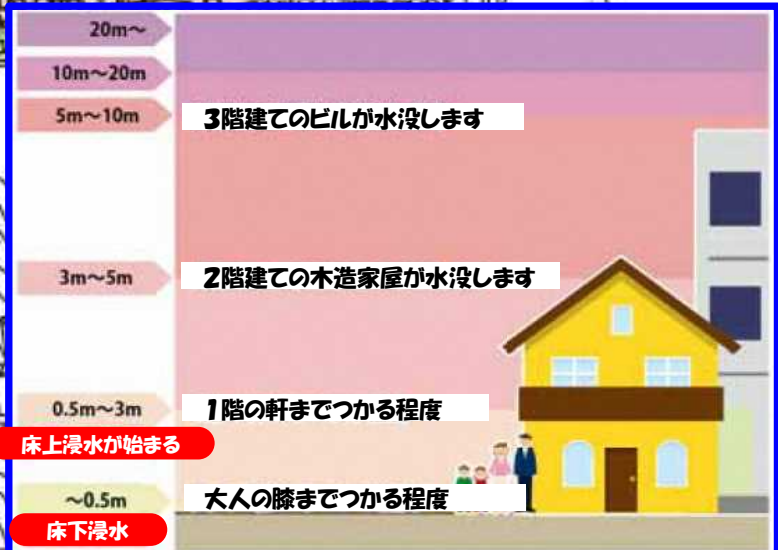 20m～
10m～20m
5m～10m
3階建てのビルが水没します
3m～5m
2階建ての木造家屋が水没します
0.5m～3m
1階の軒までつかる程度
床上浸水が始まる
～0.5m
大人の膝までつかる程度
床下浸水